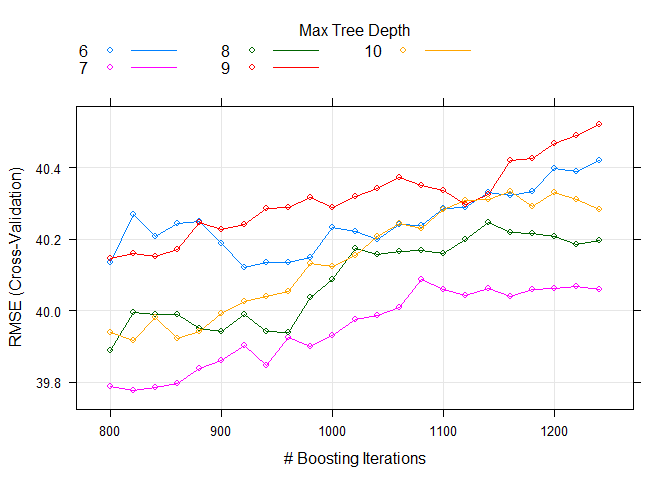 Max Tree Depth
6 8 10
7 9
RMSE (Cross-Validation)
40.4
40.2
40.0
39.8
800 900 1000 1100 1200
# Boosting Iterations